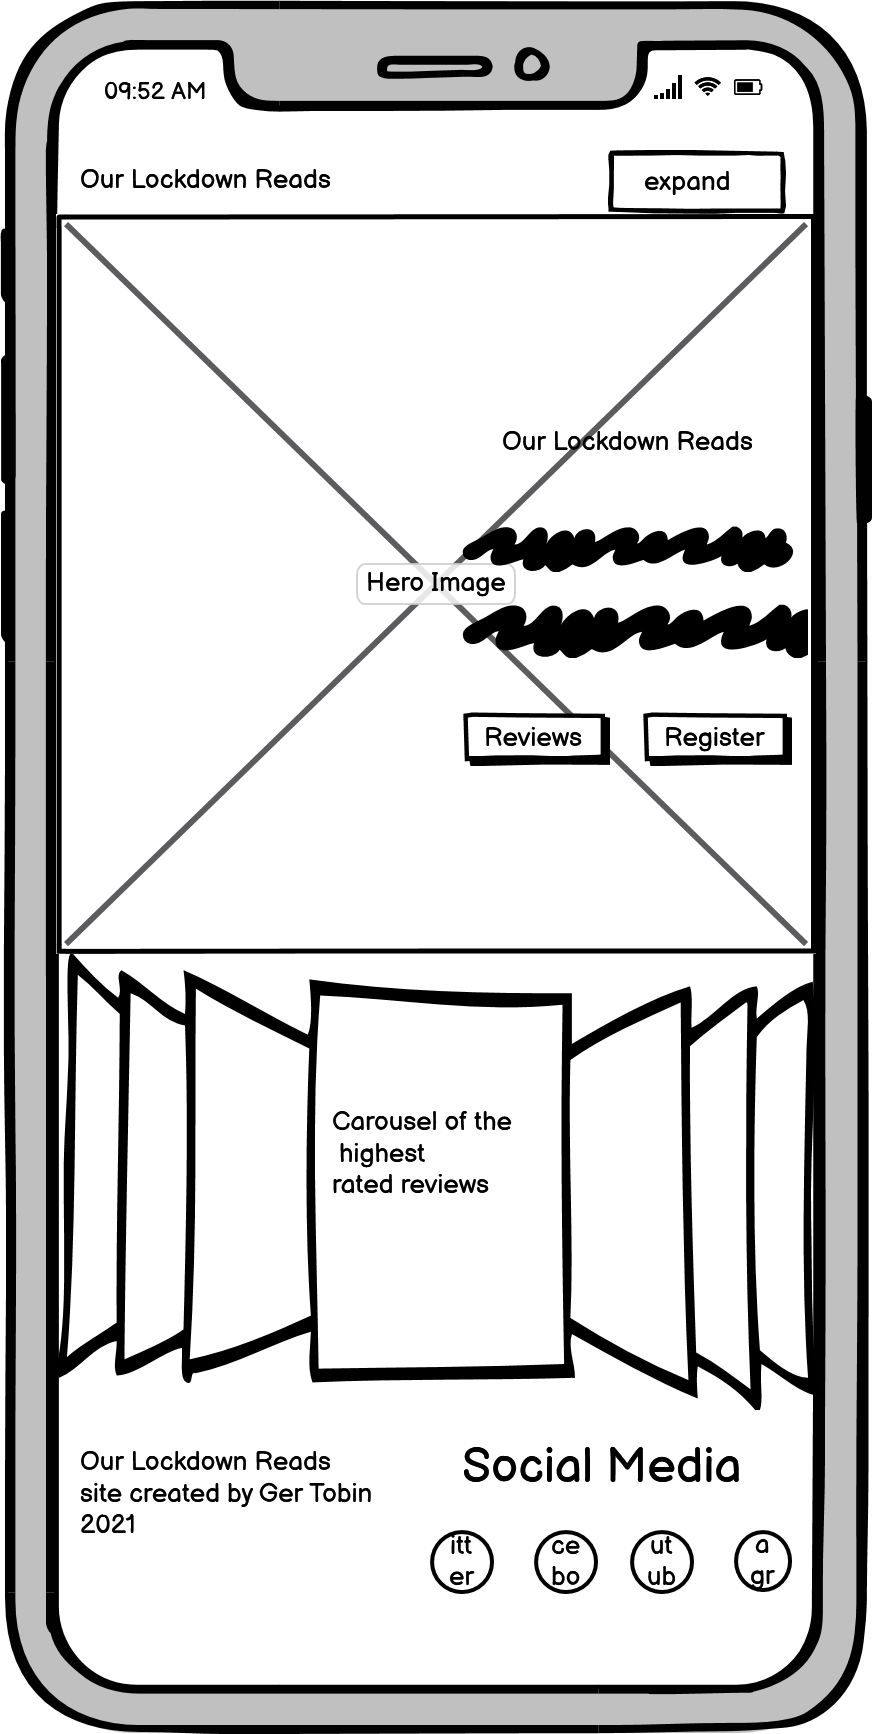 09:52 AM
Our Lockdown Reads
expand
Our Lockdown Reads
Hero Image
Reviews
Register
Carousel of the
highest
rated reviews
Our Lockdown Reads
site created by Ger Tobin
2021
Social Media
itt
er
ce
bo
ut
ub
a
gr